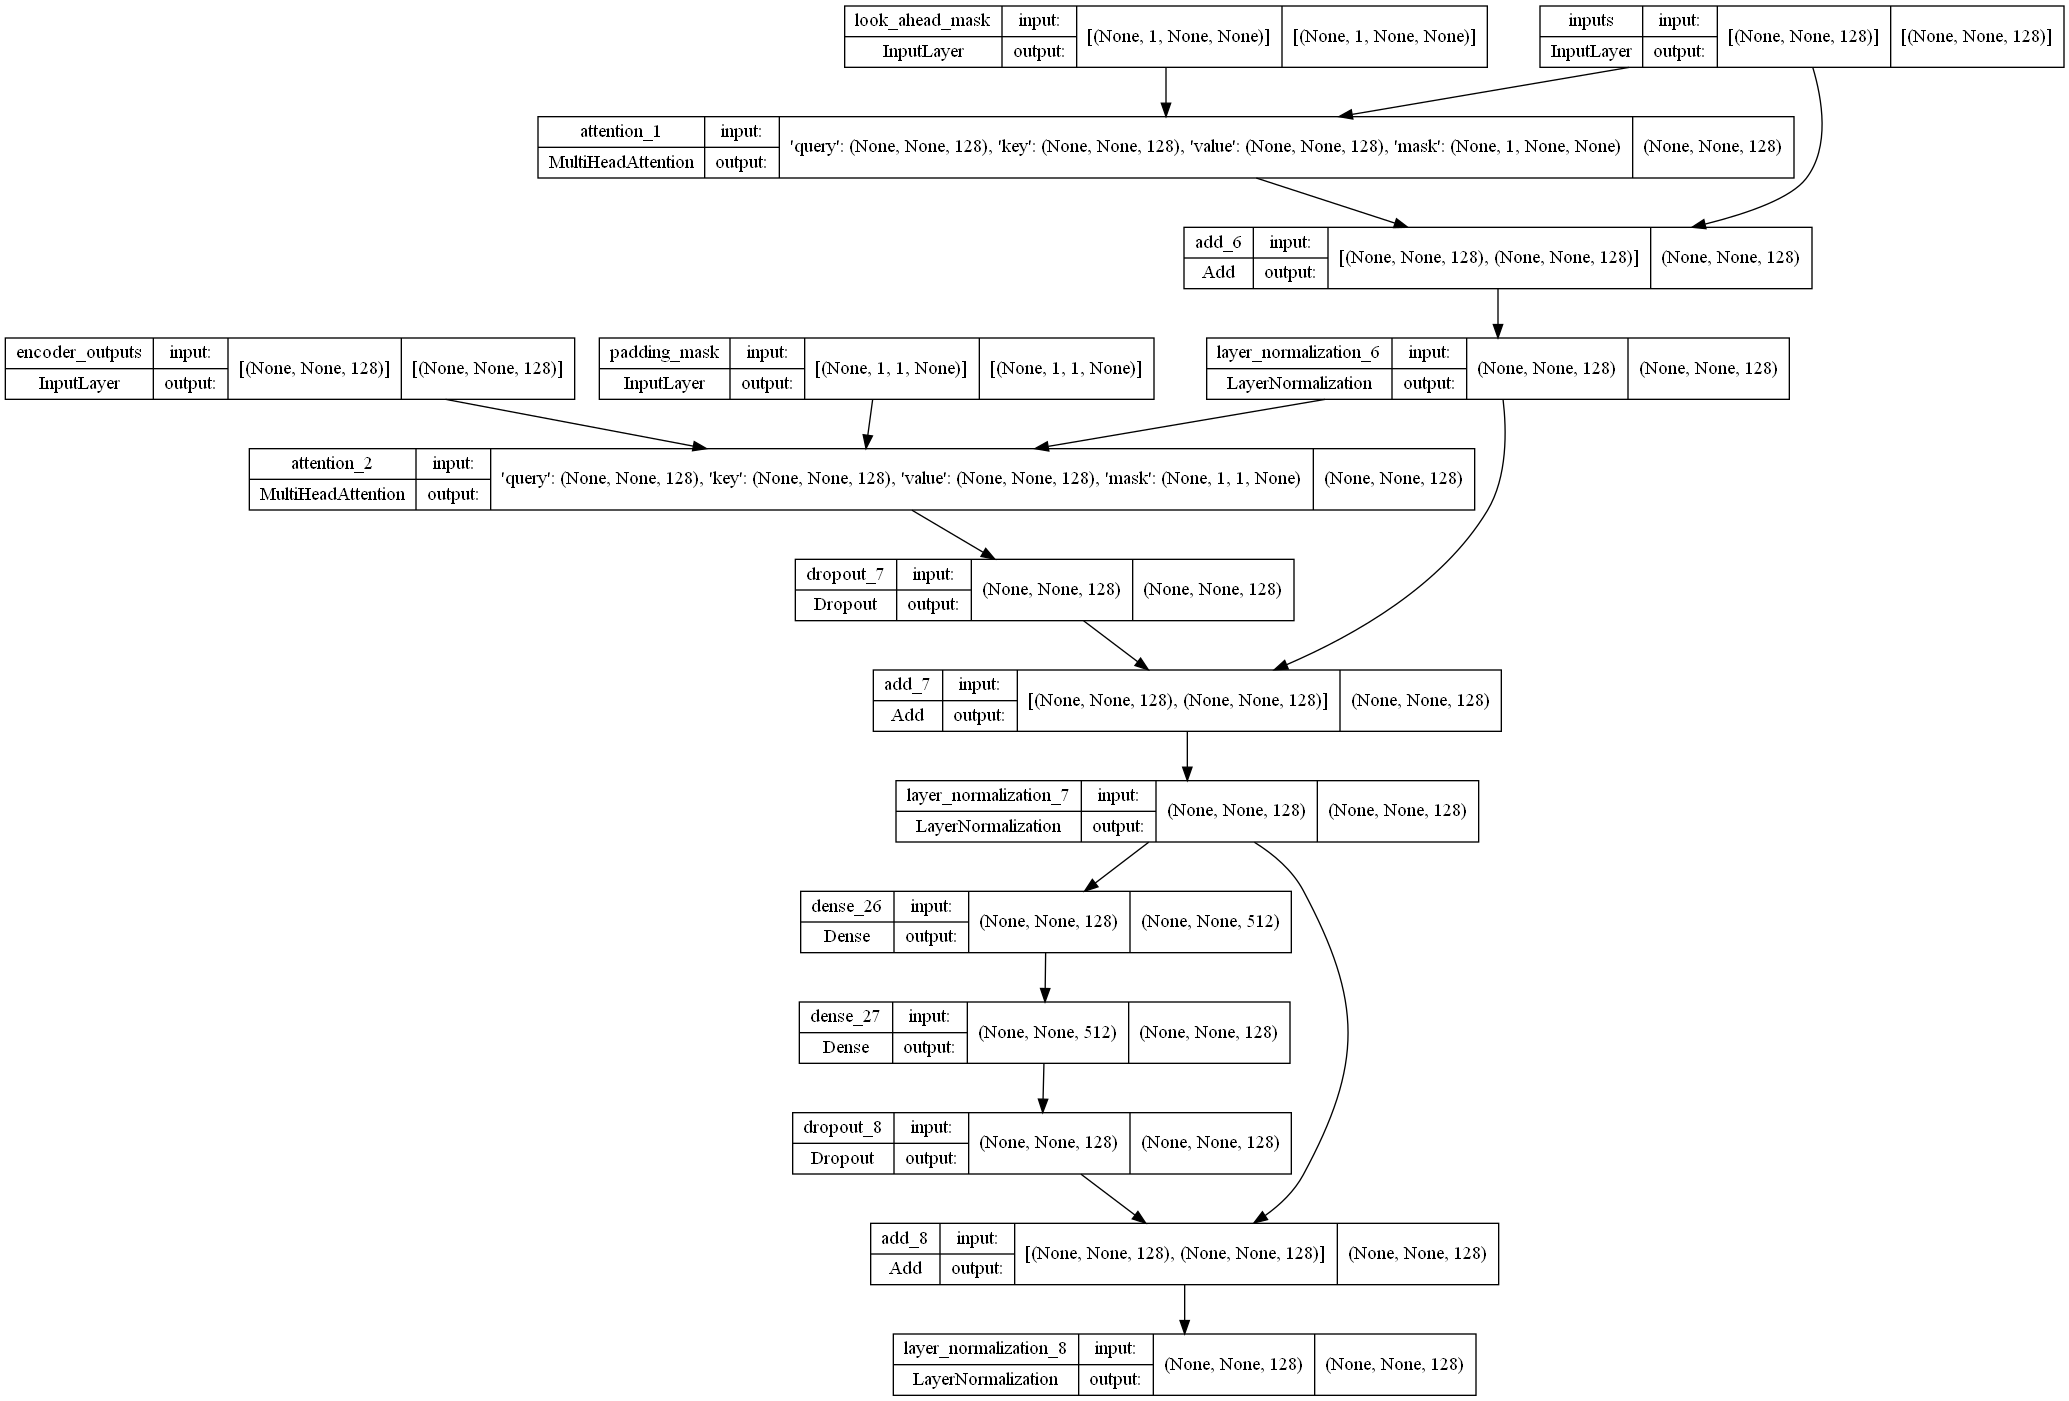 look_ahead_mask input: [(None, 1, None, None)] [(None, 1, None, None)]
InputLayer output:
inputs input: [(None, None, 128)] [(None, None, 128)]
InputLayer output:
attention_1 input: 'query': (None, None, 128), 'key': (None, None, 128), 'value': (None, None, 128), 'mask': (None, 1, None, None) (None, None, 128)
MultiHeadAttention output:
add_6 input: [(None, None, 128), (None, None, 128)] (None, None, 128)
Add output:
encoder_outputs input: [(None, None, 128)] [(None, None, 128)]
InputLayer output:
padding_mask input: [(None, 1, 1, None)] [(None, 1, 1, None)]
InputLayer output:
layer_normalization_6 input: (None, None, 128) (None, None, 128)
LayerNormalization output:
attention_2 input: 'query': (None, None, 128), 'key': (None, None, 128), 'value': (None, None, 128), 'mask': (None, 1, 1, None) (None, None, 128)
MultiHeadAttention output:
dropout_7 input: (None, None, 128) (None, None, 128)
Dropout output:
add_7 input: [(None, None, 128), (None, None, 128)] (None, None, 128)
Add output:
layer_normalization_7 input: (None, None, 128) (None, None, 128)
LayerNormalization output:
dense_26 input: (None, None, 128) (None, None, 512)
Dense output:
dense_27 input: (None, None, 512) (None, None, 128)
Dense output:
dropout_8 input: (None, None, 128) (None, None, 128)
Dropout output:
add_8 input: [(None, None, 128), (None, None, 128)] (None, None, 128)
Add output:
layer_normalization_8 input: (None, None, 128) (None, None, 128)
LayerNormalization output: